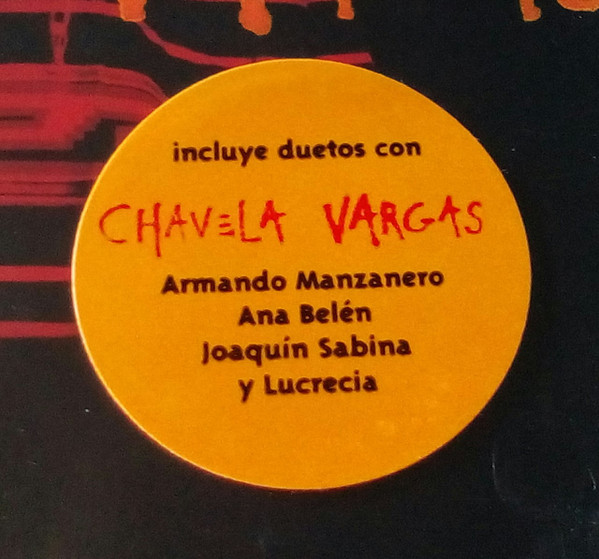 incluye duetos con
CHAVELA VARGAS
Armando Manzanero
Ana Belén
Joaquín Sabina
y Lucrecia